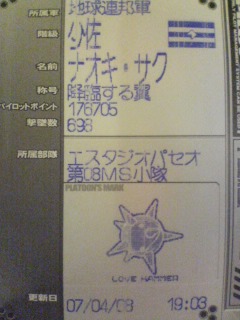 所属軍 地球連邦軍
階級 少佐
名前 ナオキ・サク
称号 降臨する翼
パイロットポイント 176705
撃墜数 698
所属部隊 エスタジオパセオ
第08MS小隊
PLATOON'S MARK
LOVE HAMMER
更新日 07/04/08 19:03